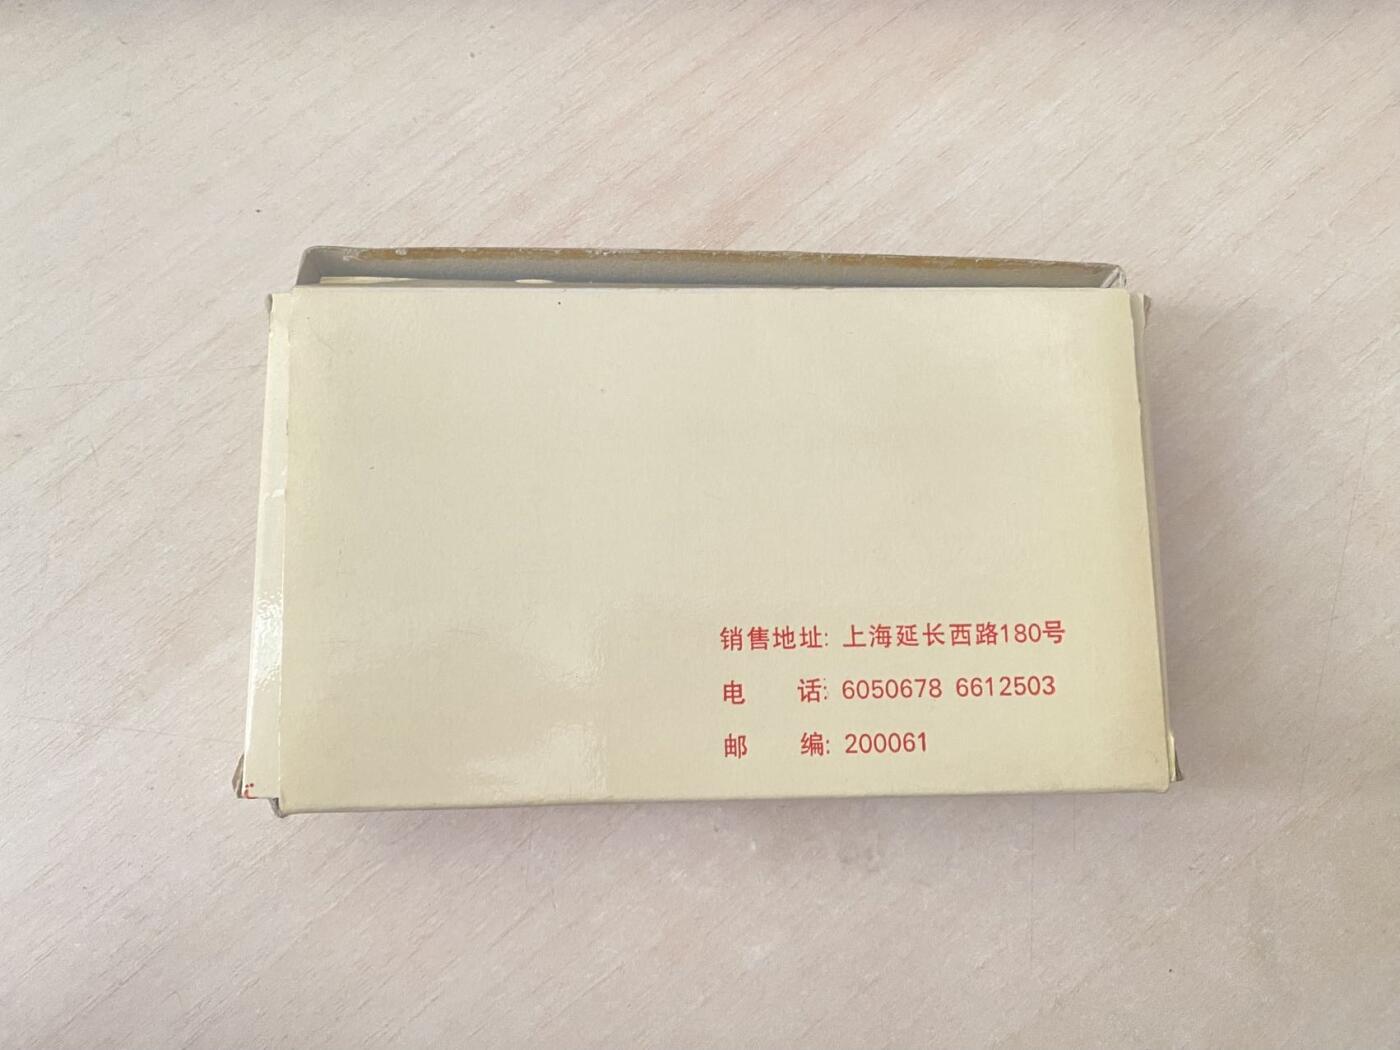 销售地址: 上海延长西路180号
电 话: 6050678 6612503
邮 编: 200061